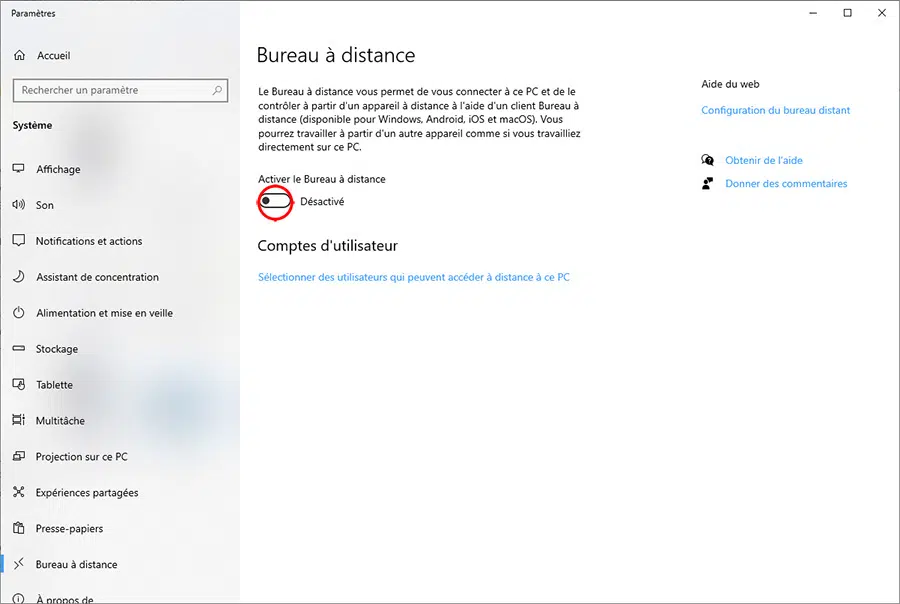 Paramètres
Accueil
Rechercher un paramètre
Système
Affichage
Son
Notifications et actions
Assistant de concentration
Alimentation et mise en veille
Stockage
Tablette
Multitâche
Projection sur ce PC
Expériences partagées
Presse-papiers
Bureau à distance
À propos de
Bureau à distance
Le Bureau à distance vous permet de vous connecter à ce PC et de le
contrôler à partir d'un appareil à distance à l'aide d'un client Bureau à
distance (disponible pour Windows, Android, iOS et macOS). Vous
pourrez travailler à partir d'un autre appareil comme si vous travailliez
directement sur ce PC.
Activer le Bureau à distance
Désactivé
Comptes d'utilisateur
Sélectionner des utilisateurs qui peuvent accéder à distance à ce PC
Aide du web
Configuration du bureau distant
Obtenir de l'aide
Donner des commentaires